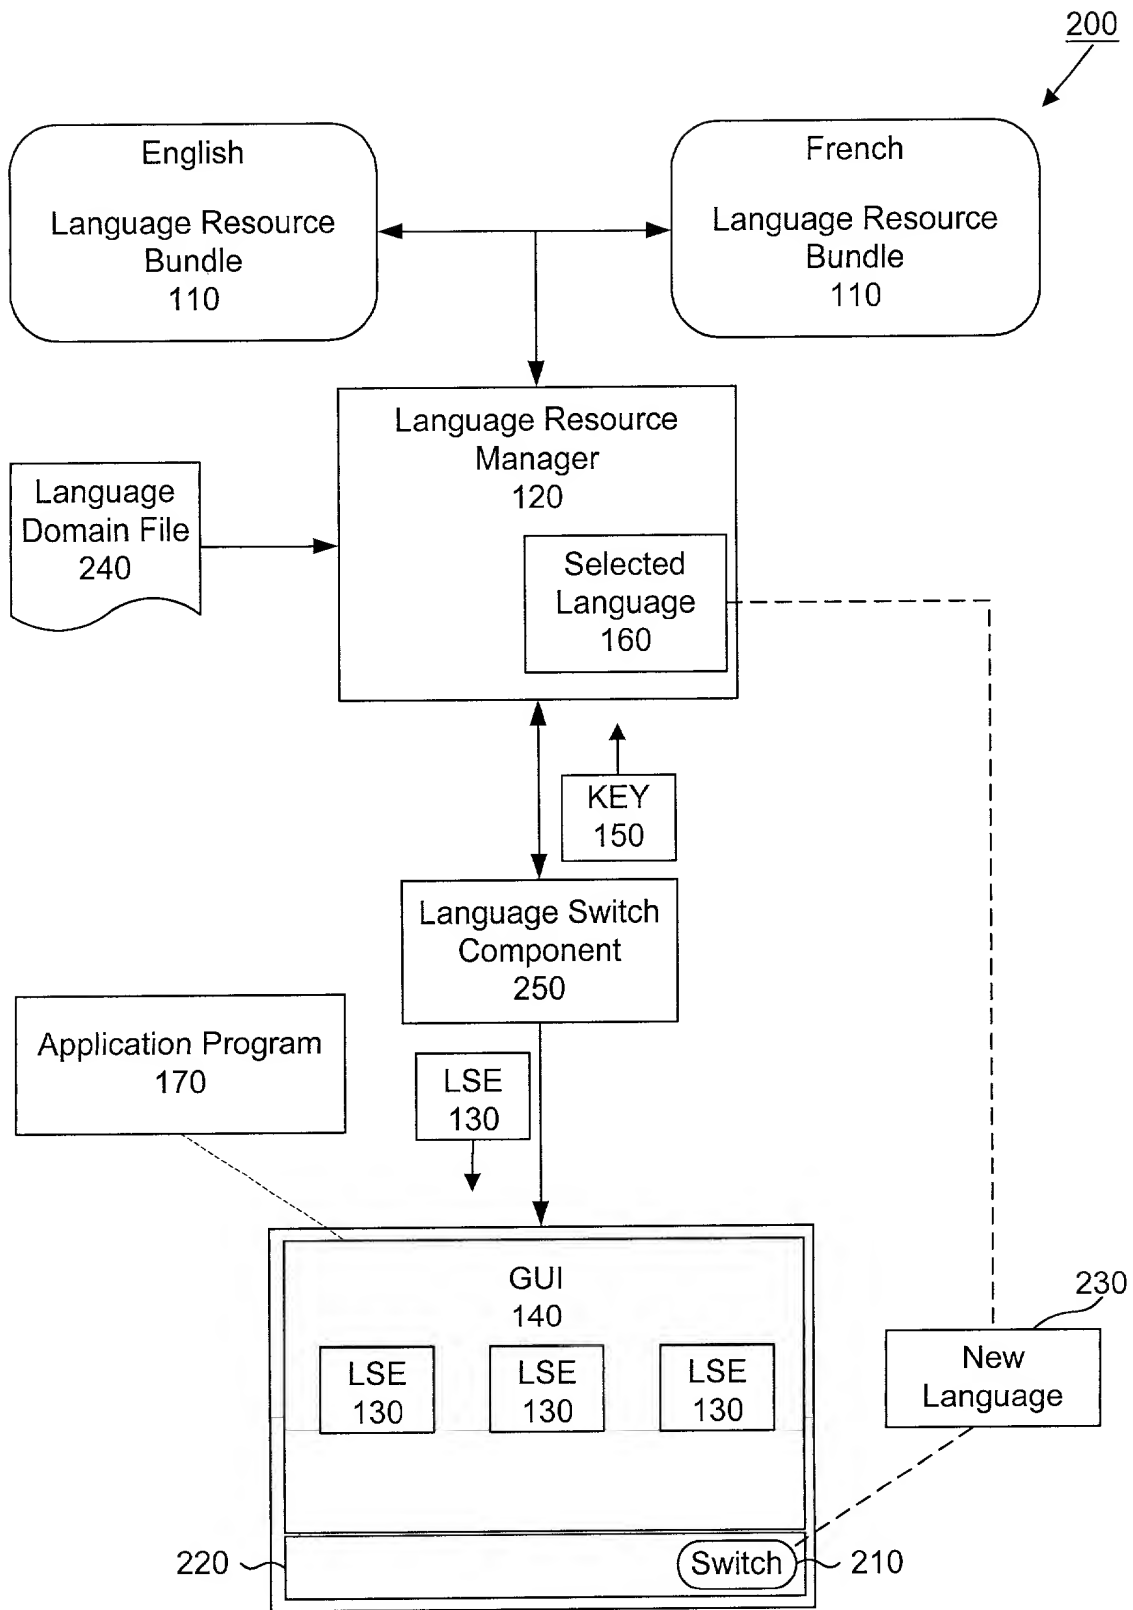 200
English
Language Resource
Bundle
110
French
Language Resource
Bundle
110
Language Resource
Manager
120
Language
Domain File
240
Selected
Language
160
KEY
150
Language Switch
Component
250
Application Program
170
LSE
130
GUI
140
LSE
130
LSE
130
LSE
130
230
New
Language
220
Switch
210